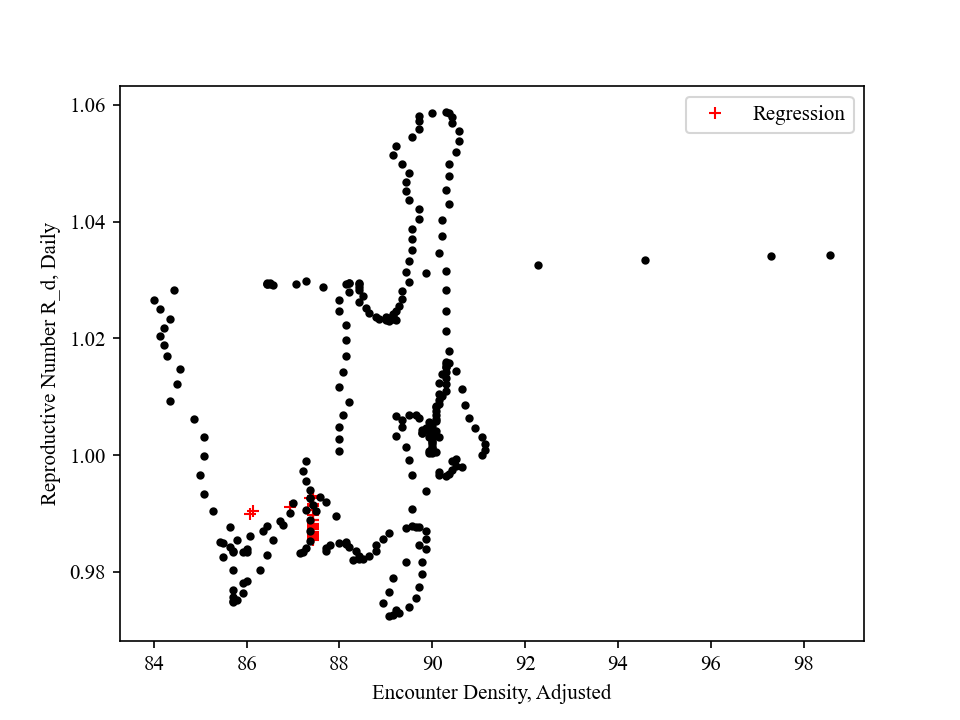 Regression
1.06
1.04
1.02
1.00
0.98
Reproductive Number R_d, Daily
84 86 88 90 92 94 96 98
Encounter Density, Adjusted